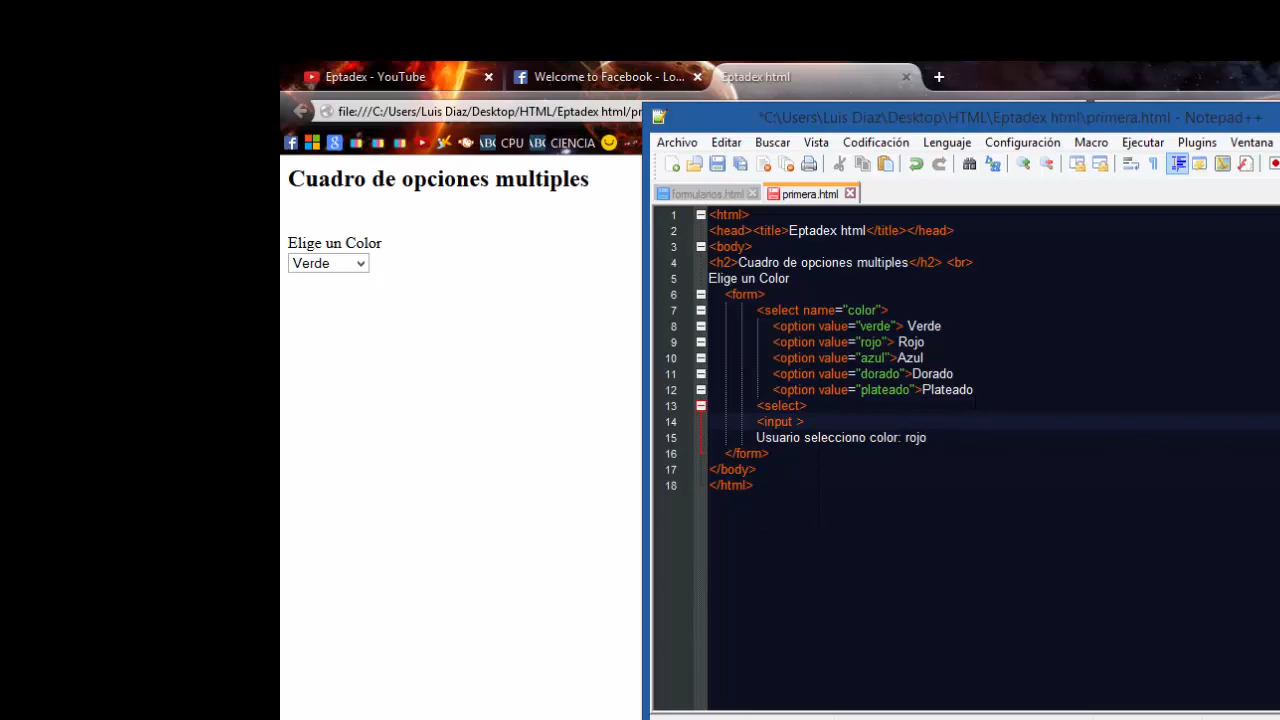 Eptadex - YouTube
Welcome to Facebook - Lo...
Eptadex html
file:///C:/Users/Luis Diaz/Desktop/HTML/Eptadex html/pr
CPU
CIENCIA
Cuadro de opciones multiples
Elige un Color
Verde
*C:\Users\Luis Diaz\Desktop\HTML\Eptadex html\primera.html - Notepad++
Archivo Editar Buscar Vista Codificación Lenguaje Configuración Macro Ejecutar Plugins Ventana
formularios.html primera.html
1 <html>
2 <head><title>Eptadex html</title></head>
3 <body>
4 <h2>Cuadro de opciones multiples</h2> <br>
5 Elige un Color
6 <form>
7 <select name="color">
8 <option value="verde"> Verde
9 <option value="rojo"> Rojo
10 <option value="azul">Azul
11 <option value="dorado">Dorado
12 <option value="plateado">Plateado
13 <select>
14 <input >
15 Usuario selecciono color: rojo
16 </form>
17 </body>
18 </html>